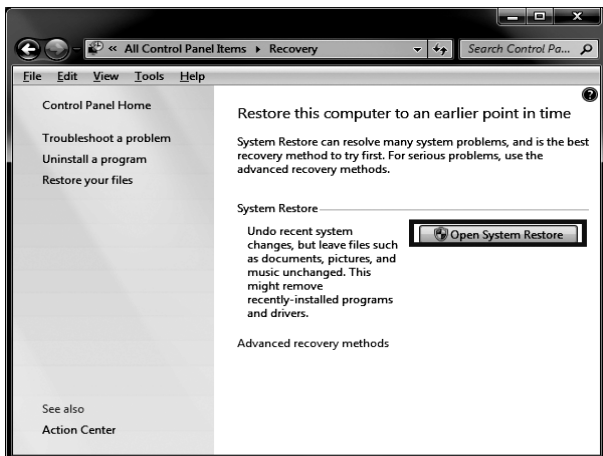 « All Control Panel Items ▸ Recovery
Search Control Pa...
File Edit View Tools Help
Control Panel Home
Troubleshoot a problem
Uninstall a program
Restore your files
See also
Action Center
Restore this computer to an earlier point in time
System Restore can resolve many system problems, and is the best
recovery method to try first. For serious problems, use the
advanced recovery methods.
System Restore
Undo recent system
changes, but leave files such
as documents, pictures, and
music unchanged. This
might remove
recently-installed programs
and drivers.
Open System Restore
Advanced recovery methods